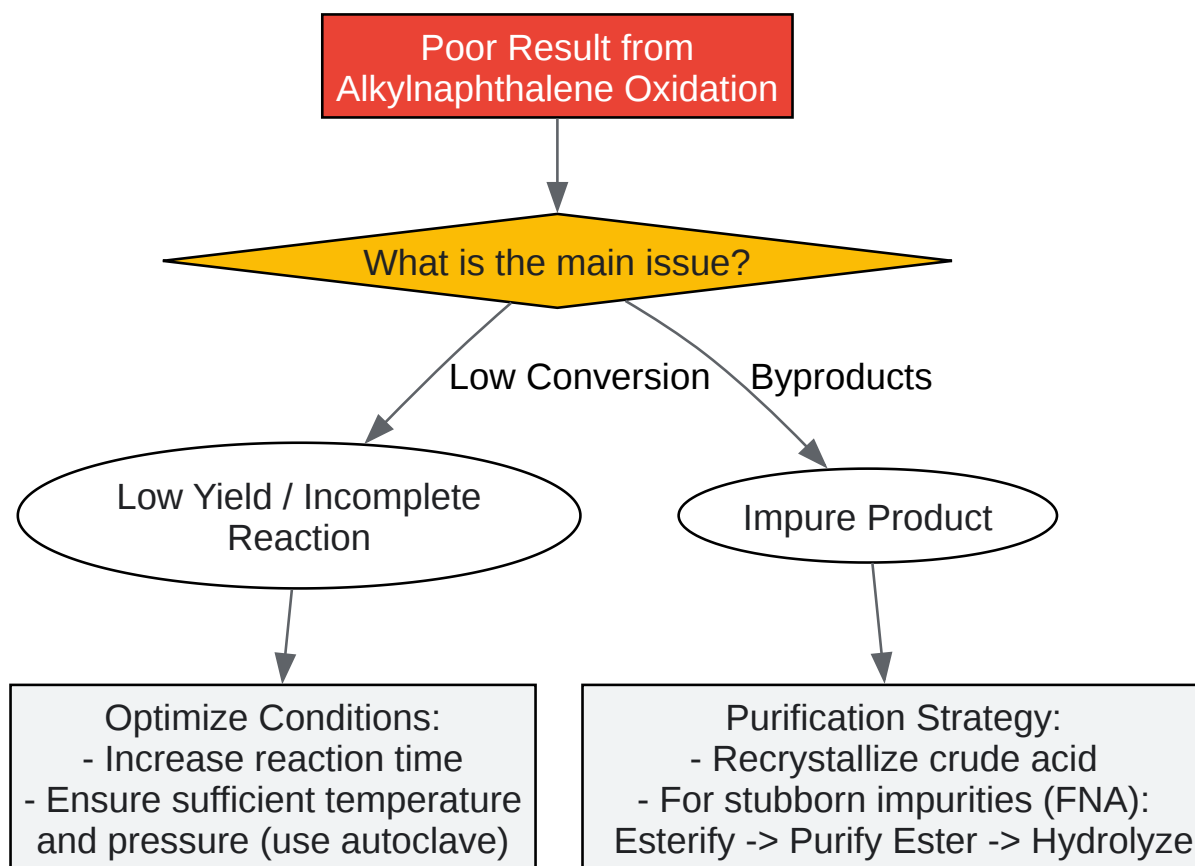 Poor Result from
Alkylnaphthalene Oxidation
What is the main issue?
Low Conversion
Byproducts
Low Yield / Incomplete
Reaction
Impure Product
Optimize Conditions:
- Increase reaction time
- Ensure sufficient temperature
and pressure (use autoclave)
Purification Strategy:
- Recrystallize crude acid
- For stubborn impurities (FNA):
Esterify -> Purify Ester -> Hydrolyze